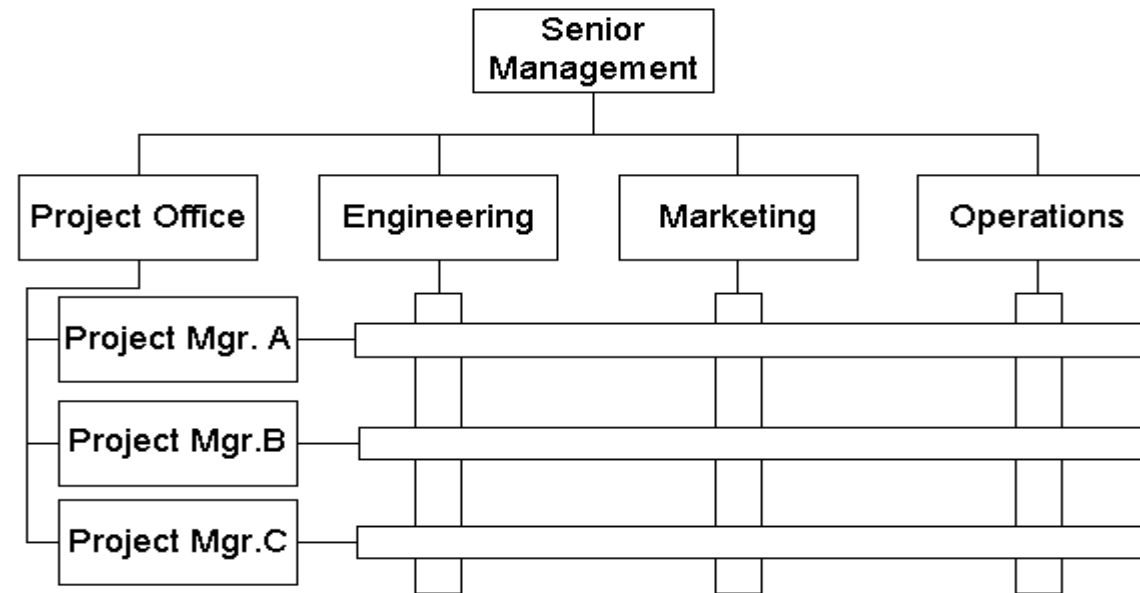 Senior
Management
Project Office
Engineering
Marketing
Operations
Project Mgr. A
Project Mgr.B
Project Mgr.C